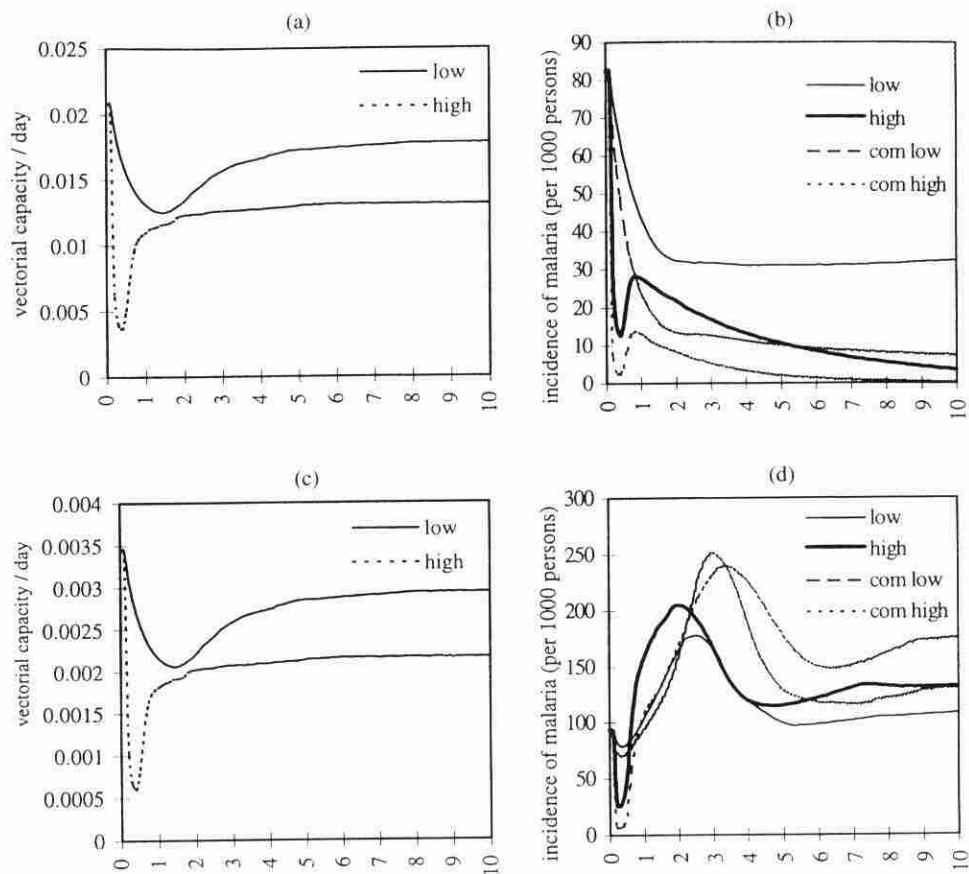 (a)
vectorial capacity / day
0.025
0.02
0.015
0.01
0.005
0
low
high
0 1 2 3 4 5 6 7 8 9 10
(b)
incidence of malaria (per 1000 persons)
90
80
70
60
50
40
30
20
10
0
low
high
com low
com high
0 1 2 3 4 5 6 7 8 9 10
(c)
vectorial capacity / day
0.004
0.0035
0.003
0.0025
0.002
0.0015
0.001
0.0005
0
low
high
0 1 2 3 4 5 6 7 8 9 10
(d)
incidence of malaria (per 1000 persons)
300
250
200
150
100
50
0
low
high
com low
com high
0 1 2 3 4 5 6 7 8 9 10